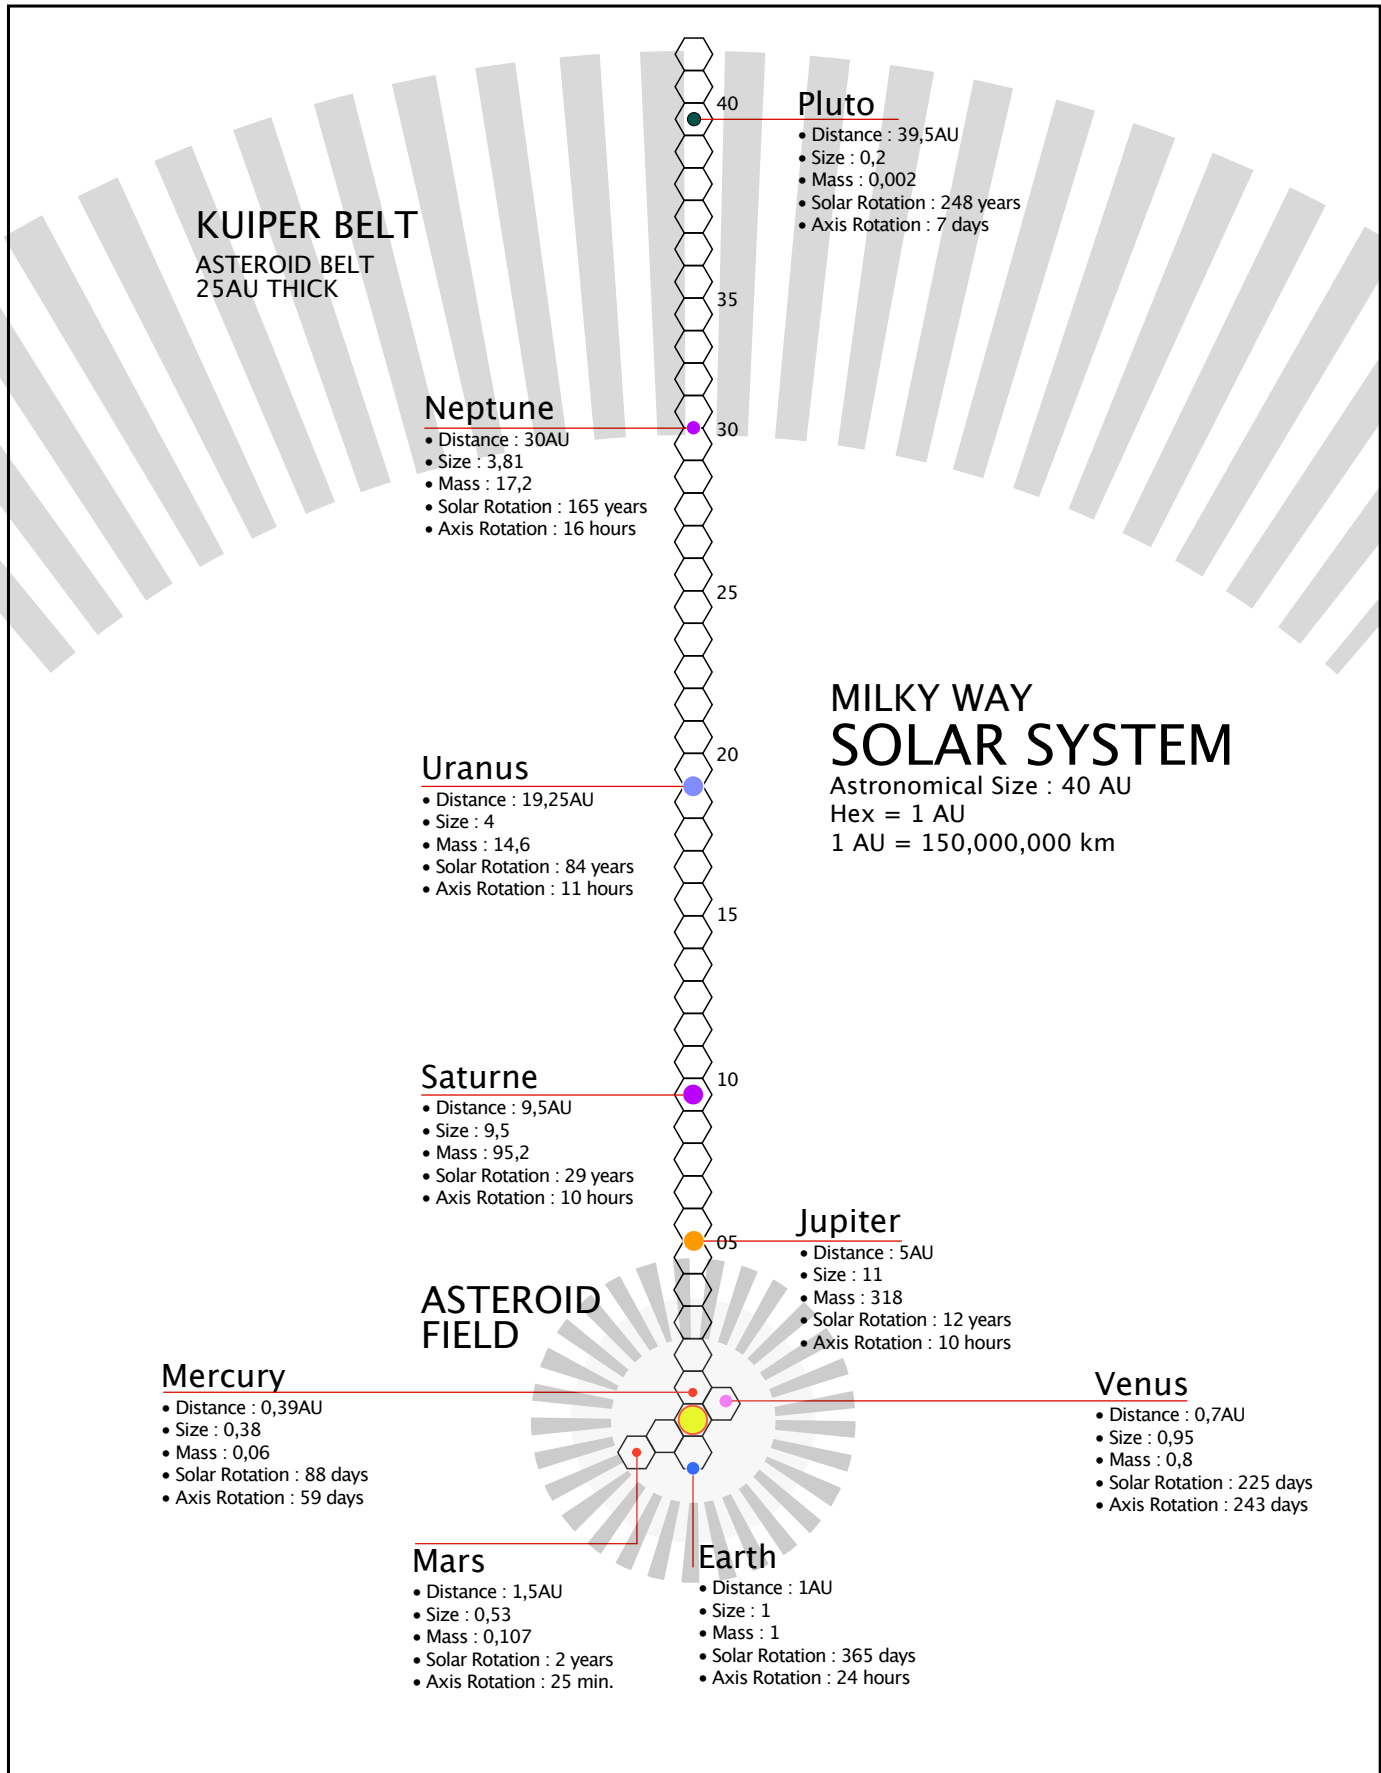 40
Pluto
• Distance : 39,5AU
• Size : 0,2
• Mass : 0,002
• Solar Rotation : 248 years
• Axis Rotation : 7 days
KUIPER BELT
ASTEROID BELT
25AU THICK
35
Neptune
• Distance : 30AU
• Size : 3,81
• Mass : 17,2
• Solar Rotation : 165 years
• Axis Rotation : 16 hours
30
25
MILKY WAY
SOLAR SYSTEM
Astronomical Size : 40 AU
Hex = 1 AU
1 AU = 150,000,000 km
20
Uranus
• Distance : 19,25AU
• Size : 4
• Mass : 14,6
• Solar Rotation : 84 years
• Axis Rotation : 11 hours
15
10
Saturne
• Distance : 9,5AU
• Size : 9,5
• Mass : 95,2
• Solar Rotation : 29 years
• Axis Rotation : 10 hours
05
Jupiter
• Distance : 5AU
• Size : 11
• Mass : 318
• Solar Rotation : 12 years
• Axis Rotation : 10 hours
ASTEROID
FIELD
Mercury
• Distance : 0,39AU
• Size : 0,38
• Mass : 0,06
• Solar Rotation : 88 days
• Axis Rotation : 59 days
Venus
• Distance : 0,7AU
• Size : 0,95
• Mass : 0,8
• Solar Rotation : 225 days
• Axis Rotation : 243 days
Mars
• Distance : 1,5AU
• Size : 0,53
• Mass : 0,107
• Solar Rotation : 2 years
• Axis Rotation : 25 min.
Earth
• Distance : 1AU
• Size : 1
• Mass : 1
• Solar Rotation : 365 days
• Axis Rotation : 24 hours